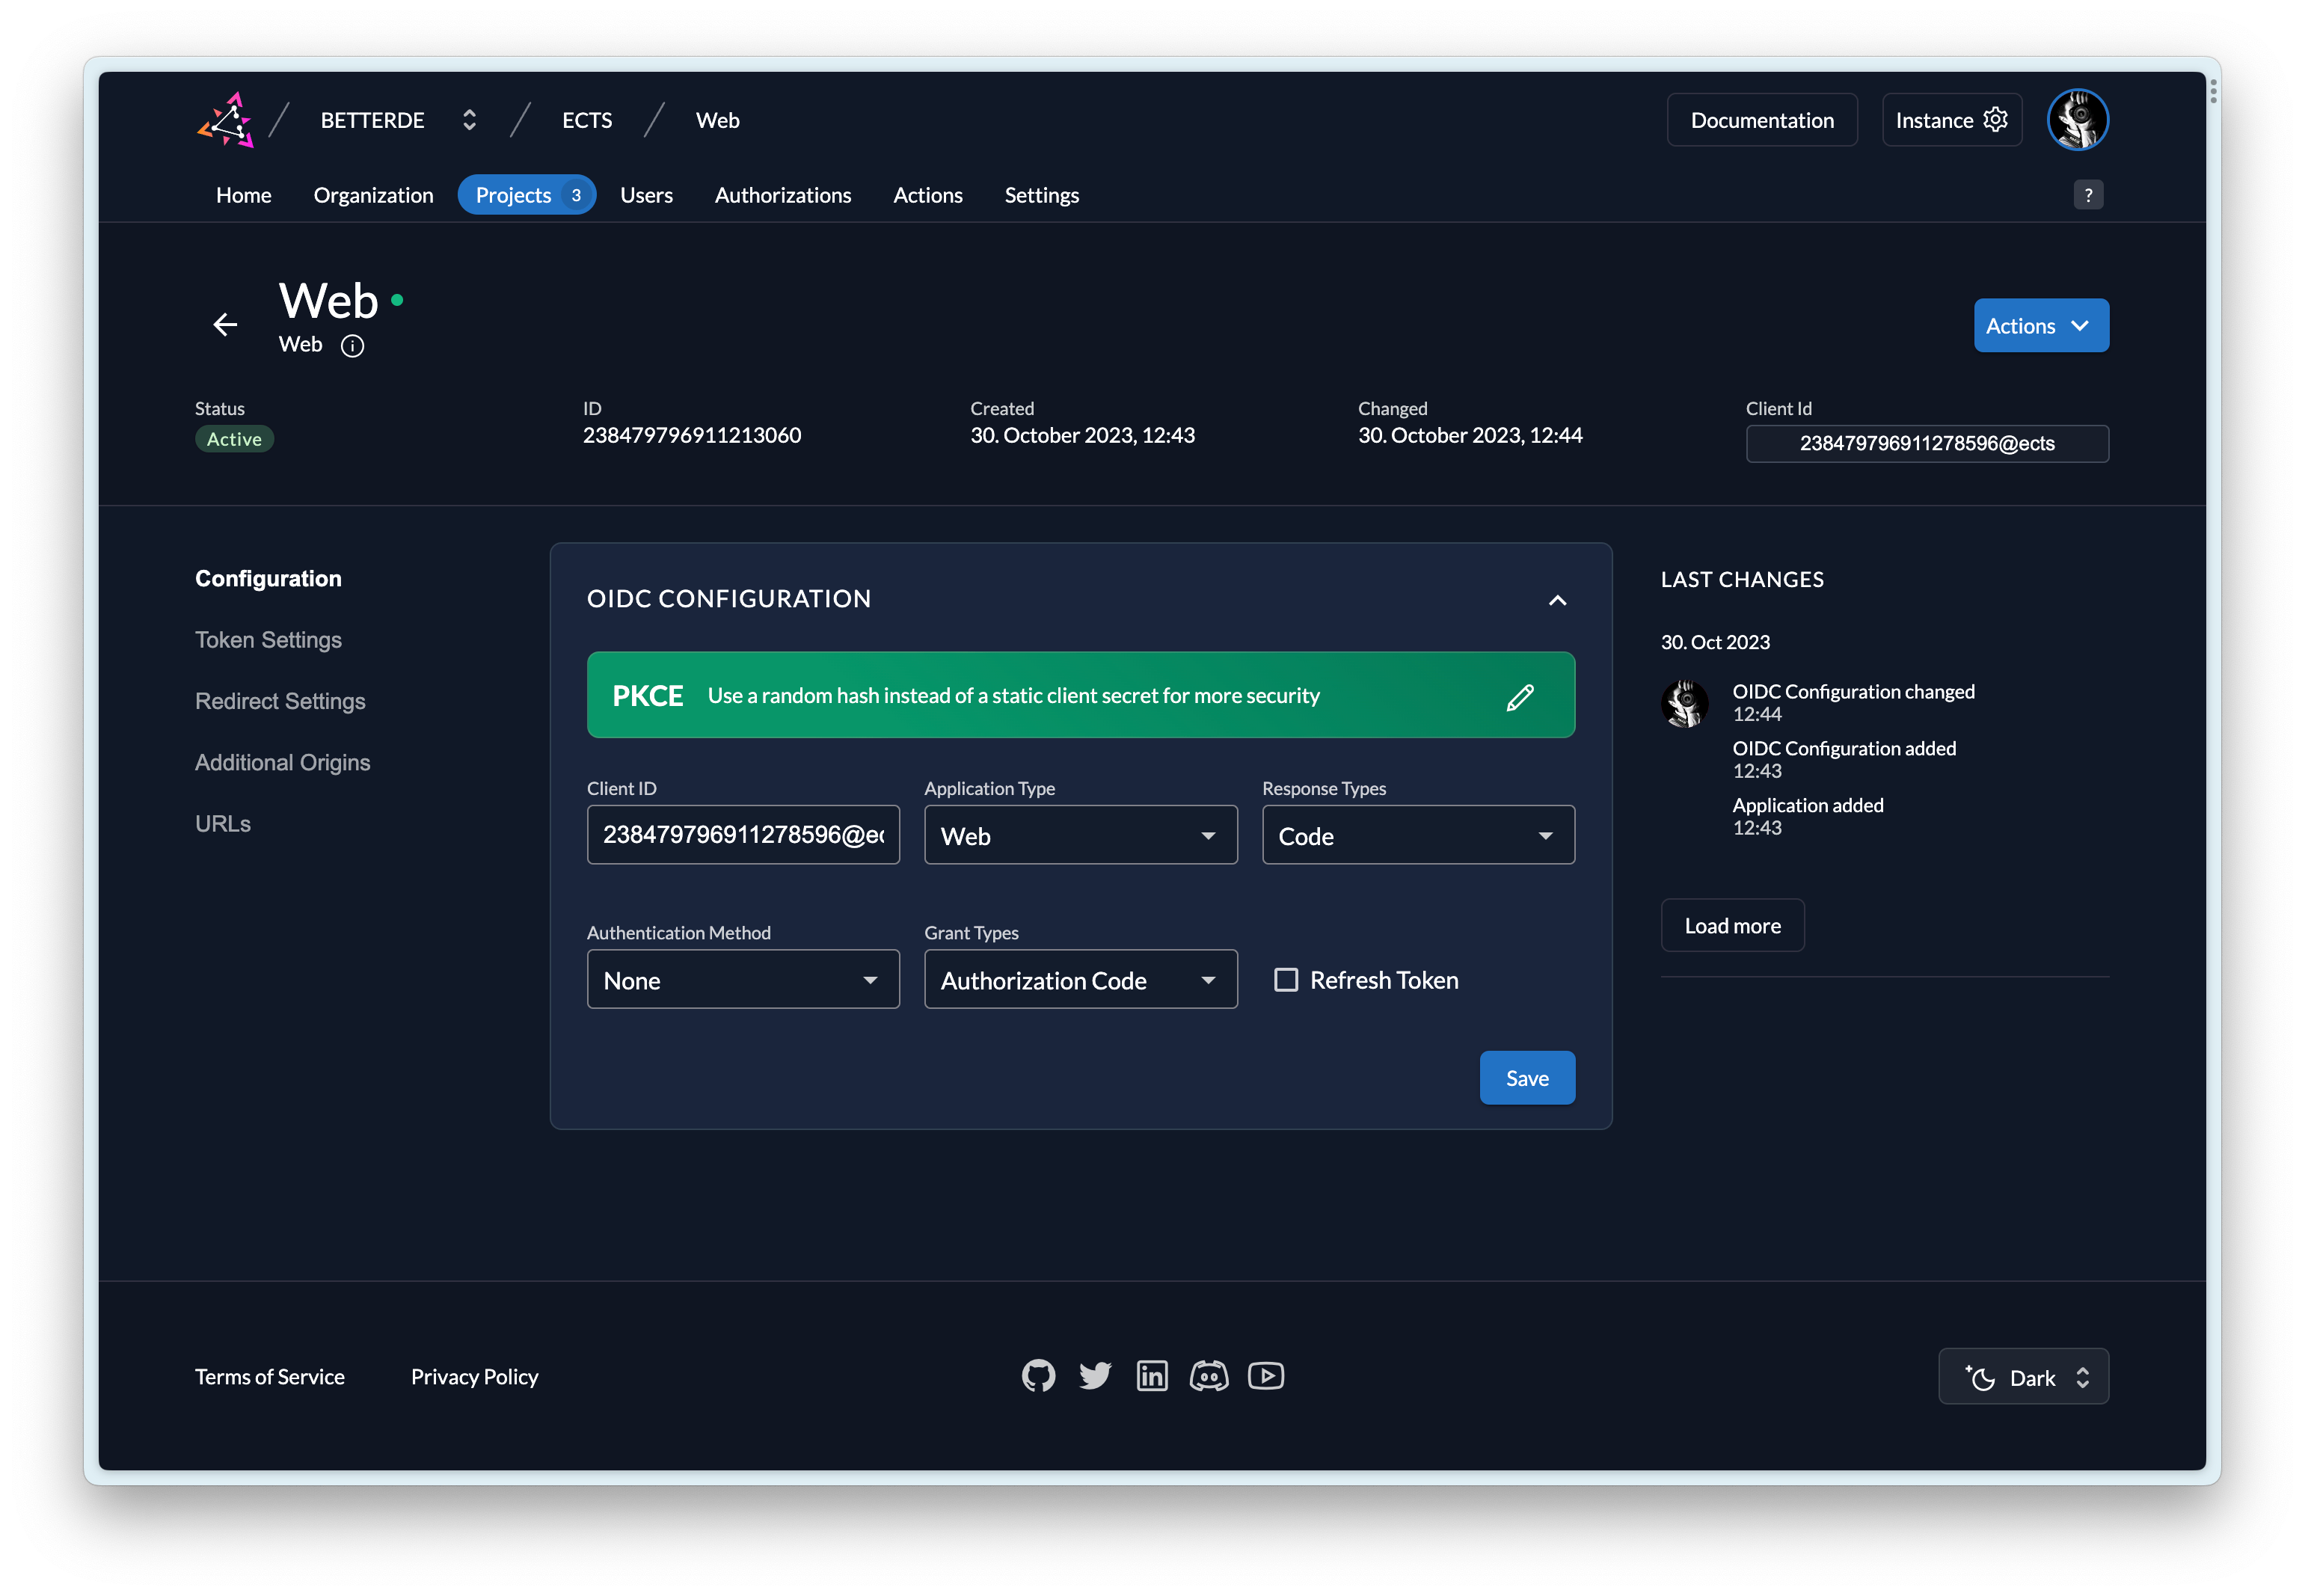 BETTERDE
ECTS
Web
Documentation
Instance
Home
Organization
Projects 3
Users
Authorizations
Actions
Settings
?
Web
Web
Actions
Status
Active
ID
238479796911213060
Created
30. October 2023, 12:43
Changed
30. October 2023, 12:44
Client Id
238479796911278596@ects
Configuration
Token Settings
Redirect Settings
Additional Origins
URLs
OIDC CONFIGURATION
PKCE Use a random hash instead of a static client secret for more security
Client ID
238479796911278596@ec
Application Type
Web
Response Types
Code
Authentication Method
None
Grant Types
Authorization Code
Refresh Token
Save
LAST CHANGES
30. Oct 2023
OIDC Configuration changed
12:44
OIDC Configuration added
12:43
Application added
12:43
Load more
Terms of Service
Privacy Policy
Dark